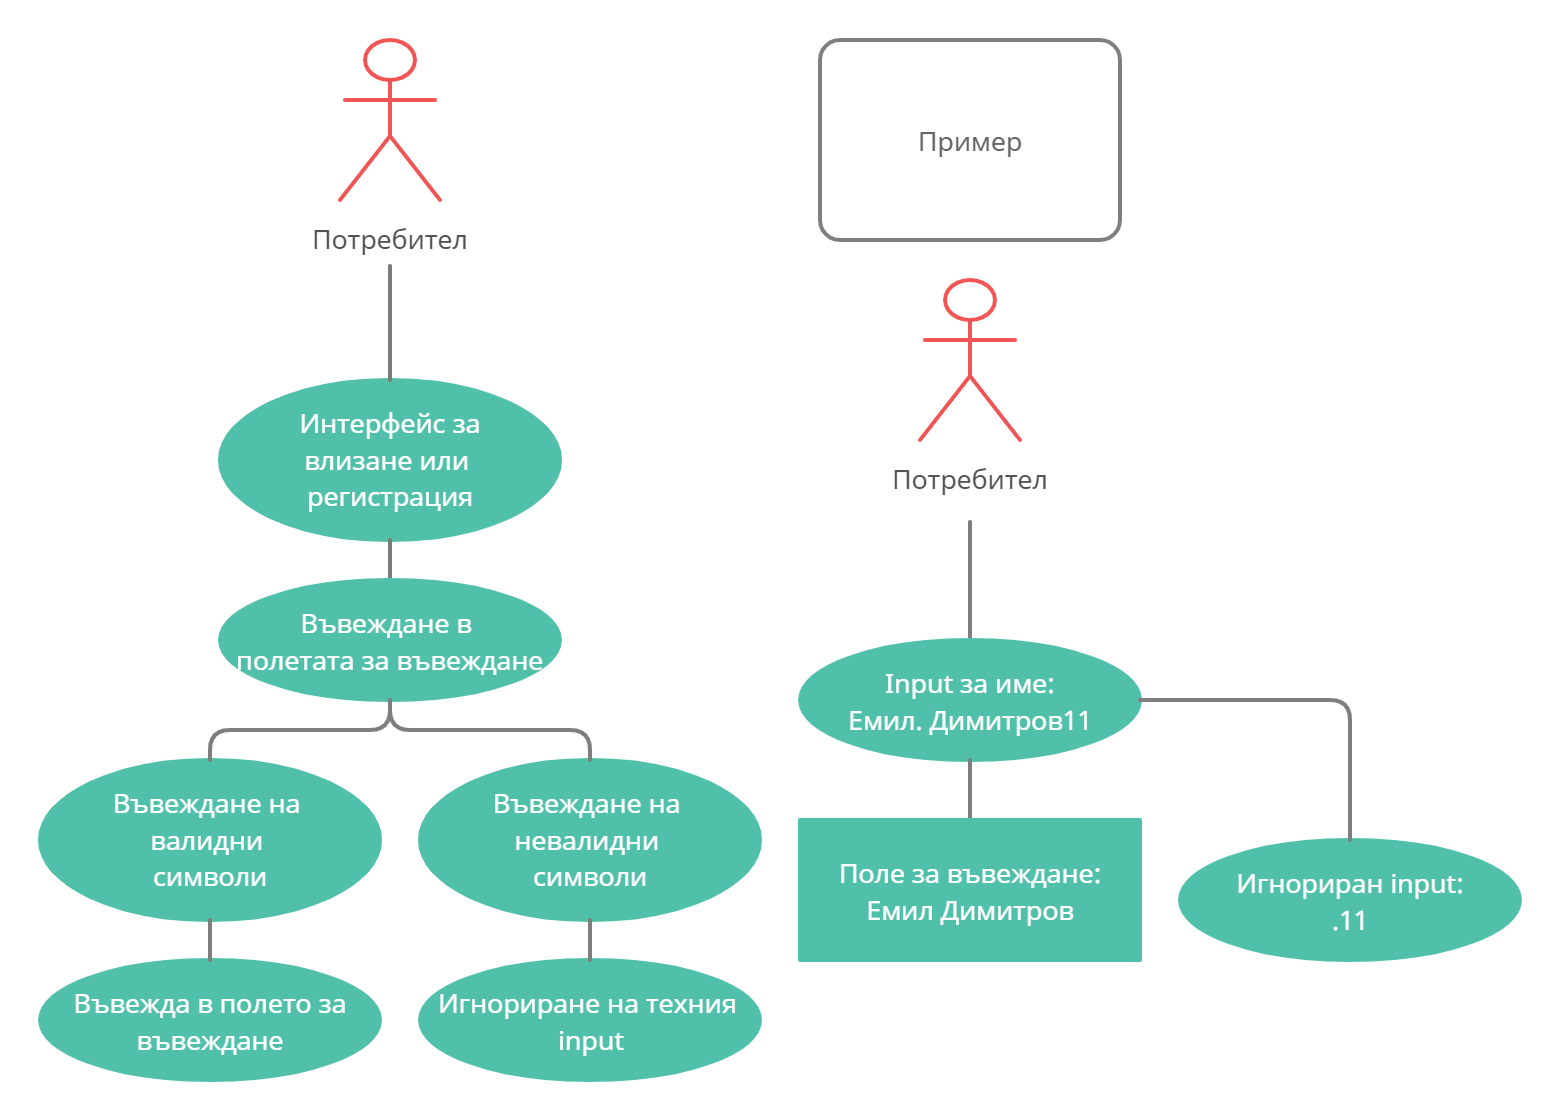 Потребител
Интерфейс за
влизане или
регистрация
Въвеждане в
полетата за въвеждане
Въвеждане на
валидни
символи
Въвеждане на
невалидни
символи
Въвежда в полето за
въвеждане
Игнориране на техния
input
Пример
Потребител
Input за име:
Емил. Димитров11
Поле за въвеждане:
Емил Димитров
Игнориран input:
.11